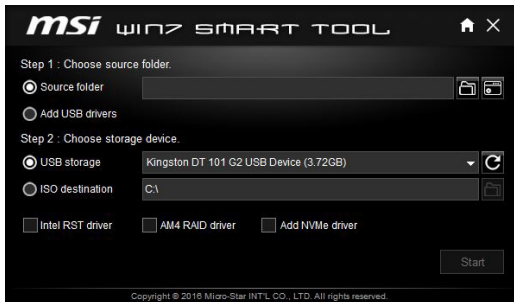 msi WIN7 SMART TOOL
Step 1 : Choose source folder.
Source folder
Add USB drivers
Step 2 : Choose storage device.
USB storage Kingston DT 101 G2 USB Device (3.72GB)
ISO destination C:\
Intel RST driver AM4 RAID driver Add NVMe driver
Start
Copyright © 2016 Micro-Star INT'L CO., LTD. All rights reserved.